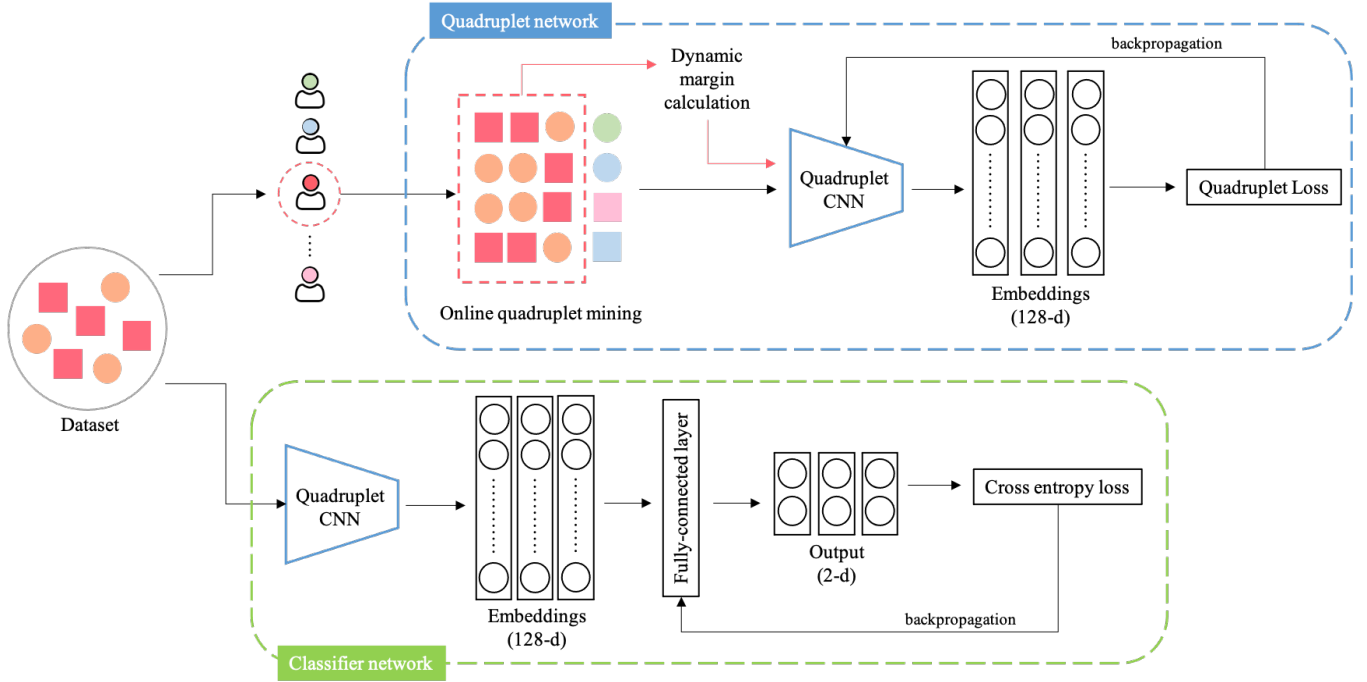 Quadruplet network
backpropagation
Dynamic
margin
calculation
Quadruplet
CNN
Quadruplet Loss
Embeddings
(128-d)
Online quadruplet mining
Dataset
Quadruplet
CNN
Embeddings
(128-d)
Fully-connected layer
Output
(2-d)
Cross entropy loss
backpropagation
Classifier network